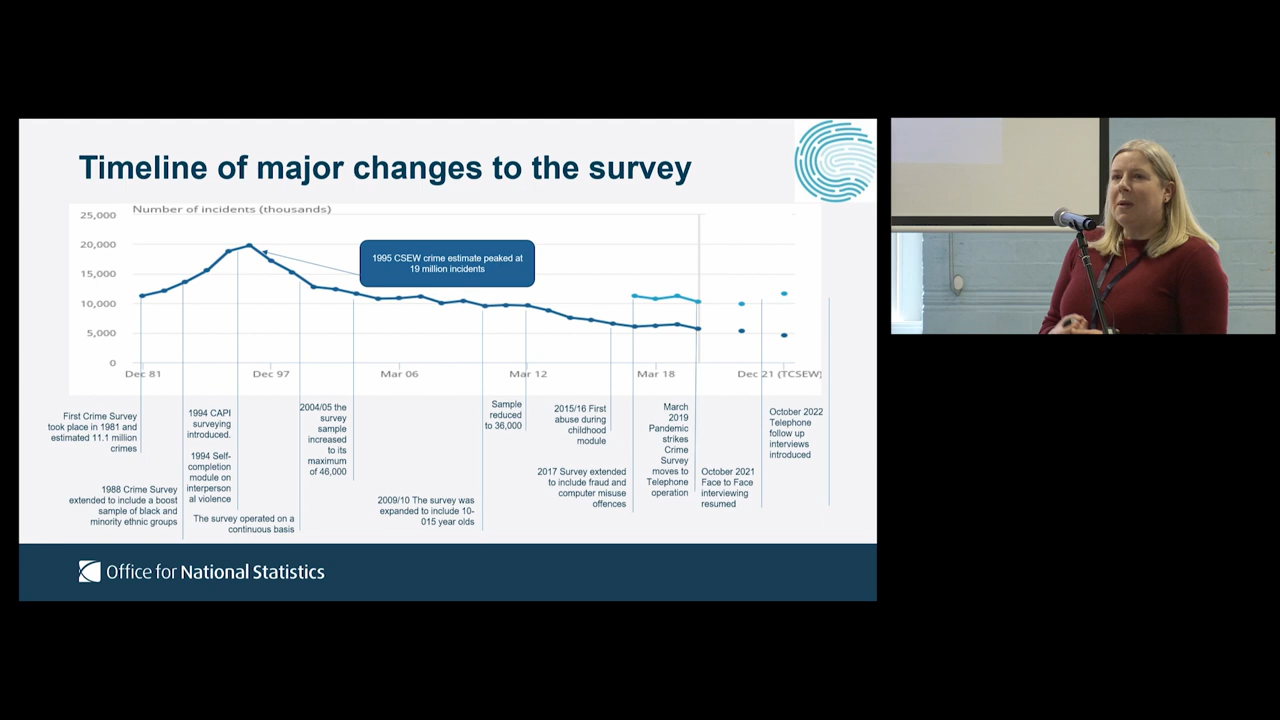 Timeline of major changes to the survey
Number of incidents (thousands)
25,000
20,000
15,000
10,000
5,000
0
1995 CSEW crime estimate peaked at
19 million incidents
Dec 81
Dec 97
Mar 06
Mar 12
Mar 18
Dec 21 (TCSEW)
First Crime Survey
took place in 1981 and
estimated 11.1 million
crimes
1988 Crime Survey
extended to include a boost
sample of black and
minority ethnic groups
1994 CAPI
surveying
introduced.
1994 Self-
completion
module on
interperson
al violence
The survey operated on a
continuous basis
2004/05 the
survey
sample
increased
to its
maximum
of 46,000
2009/10 The survey was
expanded to include 10-
015 year olds
Sample
reduced
to 36,000
2015/16 First
abuse during
childhood
module
2017 Survey extended
to include fraud and
computer misuse
offences
March
2019
Pandemic
strikes
Crime
Survey
moves to
Telephone
operation
October 2021
Face to Face
interviewing
resumed
October 2022
Telephone
follow up
interviews
introduced
Office for National Statistics